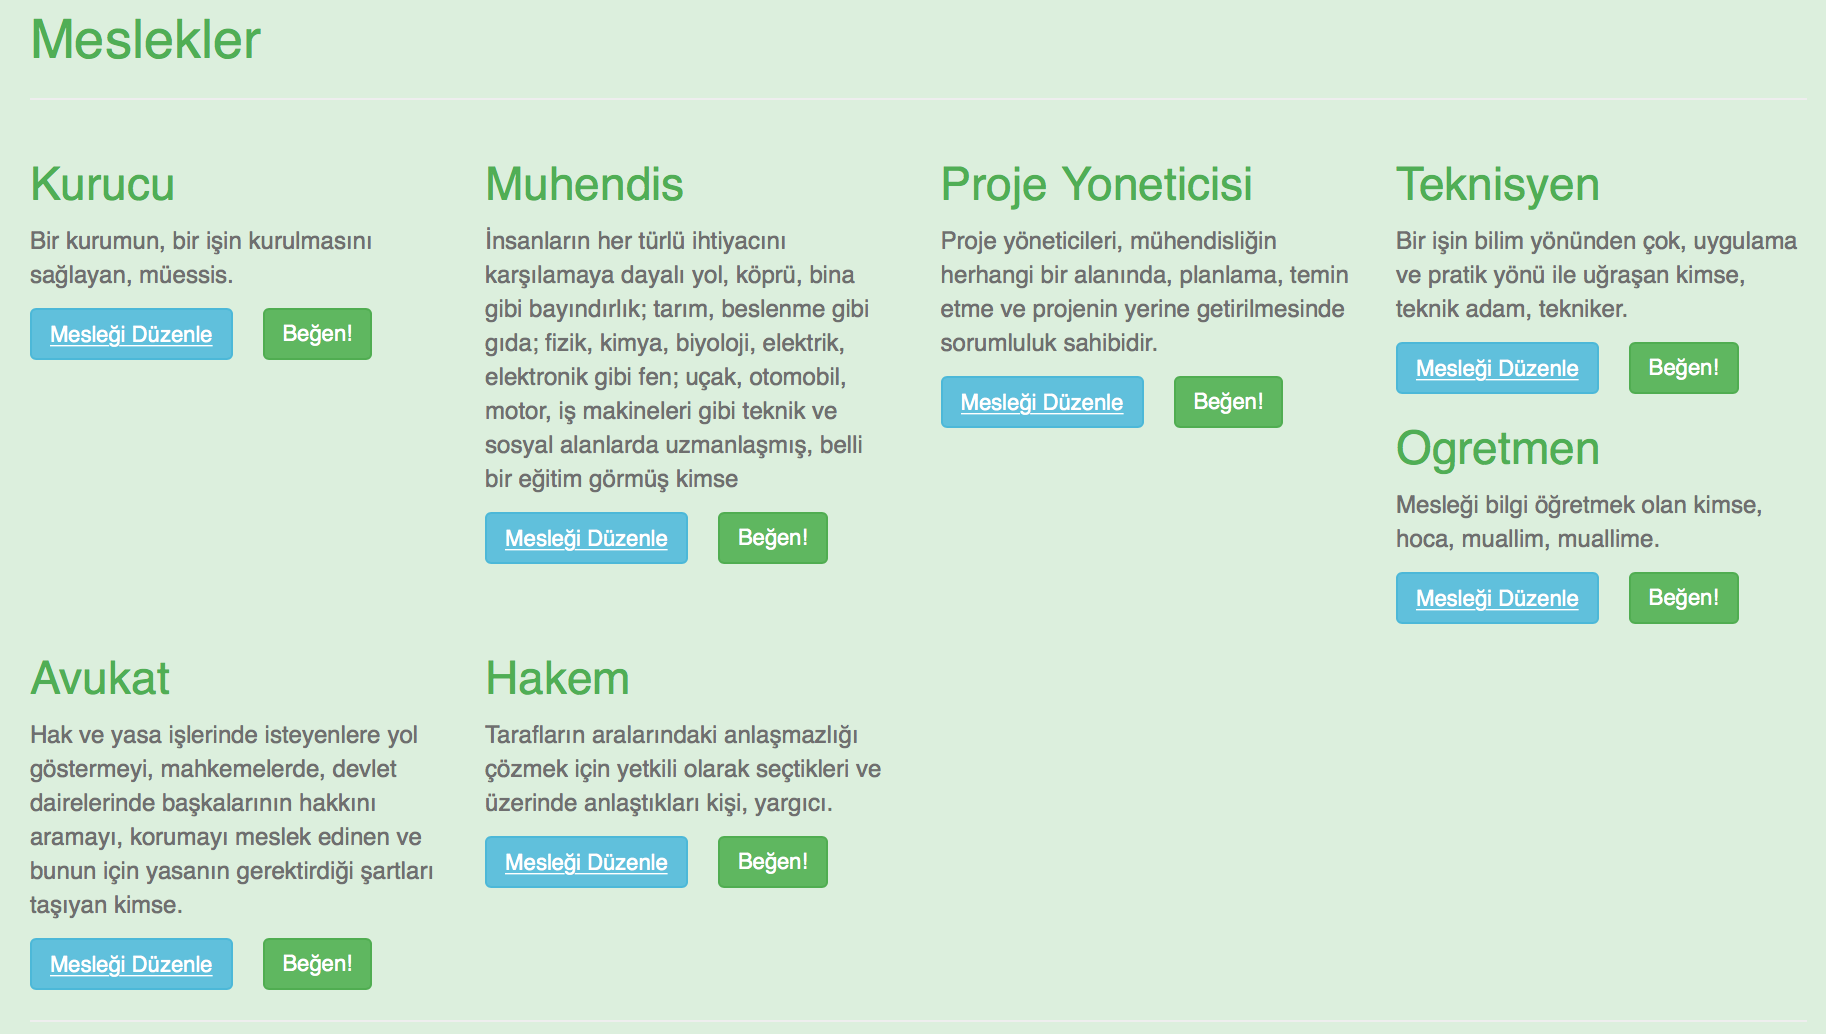 Meslekler
Kurucu
Bir kurumun, bir işin kurulmasını
sağlayan, müessis.
Mesleği Düzenle
Beğen!
Muhendis
İnsanların her türlü ihtiyacını
karşılamaya dayalı yol, köprü, bina
gibi bayındırlık; tarım, beslenme gibi
gıda; fizik, kimya, biyoloji, elektrik,
elektronik gibi fen; uçak, otomobil,
motor, iş makineleri gibi teknik ve
sosyal alanlarda uzmanlaşmış, belli
bir eğitim görmüş kimse
Mesleği Düzenle
Beğen!
Proje Yoneticisi
Proje yöneticileri, mühendisliğin
herhangi bir alanında, planlama, temin
etme ve projenin yerine getirilmesinde
sorumluluk sahibidir.
Mesleği Düzenle
Beğen!
Teknisyen
Bir işin bilim yönünden çok, uygulama
ve pratik yönü ile uğraşan kimse,
teknik adam, tekniker.
Mesleği Düzenle
Beğen!
Ogretmen
Mesleği bilgi öğretmek olan kimse,
hoca, muallim, muallime.
Mesleği Düzenle
Beğen!
Avukat
Hak ve yasa işlerinde isteyenlere yol
göstermeyi, mahkemelerde, devlet
dairelerinde başkalarının hakkını
aramayı, korumayı meslek edinen ve
bunun için yasanın gerektirdiği şartları
taşıyan kimse.
Mesleği Düzenle
Beğen!
Hakem
Tarafların aralarındaki anlaşmazlığı
çözmek için yetkili olarak seçtikleri ve
üzerinde anlaştıkları kişi, yargıcı.
Mesleği Düzenle
Beğen!